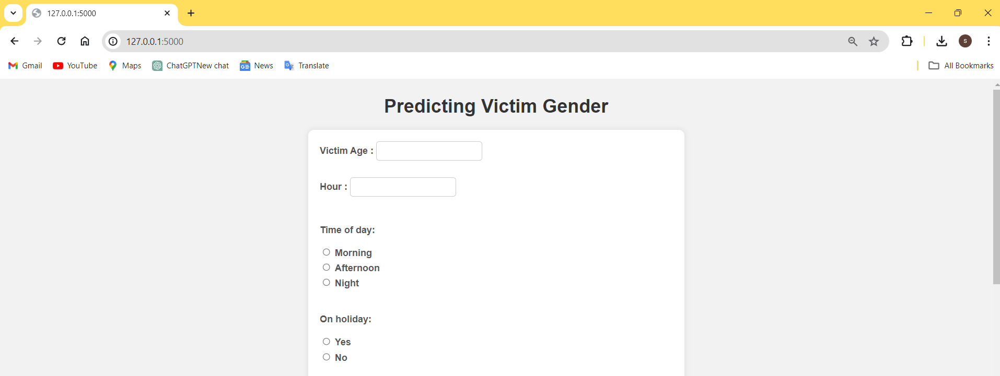 127.0.0.1:5000
127.0.0.1:5000
S
Gmail YouTube Maps ChatGPTNew chat GE News G Translate All Bookmarks
Predicting Victim Gender
Victim Age :
Hour :
Time of day:
Morning
Afternoon
Night
On holiday:
Yes
No